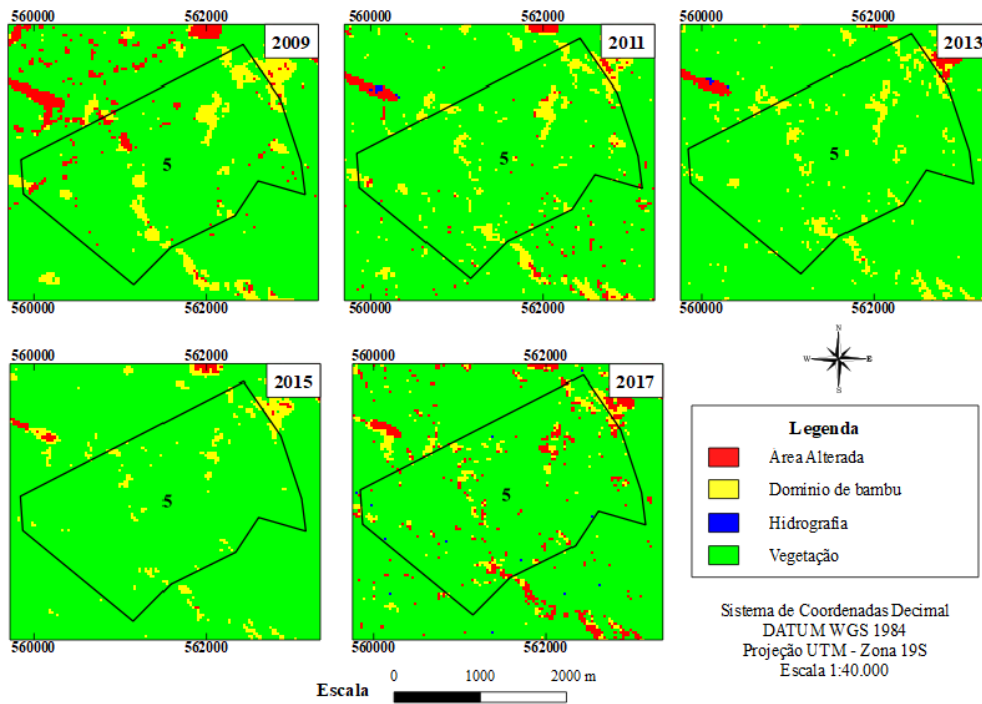 560000 562000
2009
5
560000 562000
560000 562000
2011
5
560000 562000
560000 562000
2013
5
560000 562000
560000 562000
2015
5
560000 562000
560000 562000
2017
5
560000 562000
N
W E
S
Legenda
Area Alterada
Dominio de bambu
Hidrografia
Vegetação
Sistema de Coordenadas Decimal
DATUM WGS 1984
Projeção UTM - Zona 19S
Escala 1:40.000
Escala
0 1000 2000 m